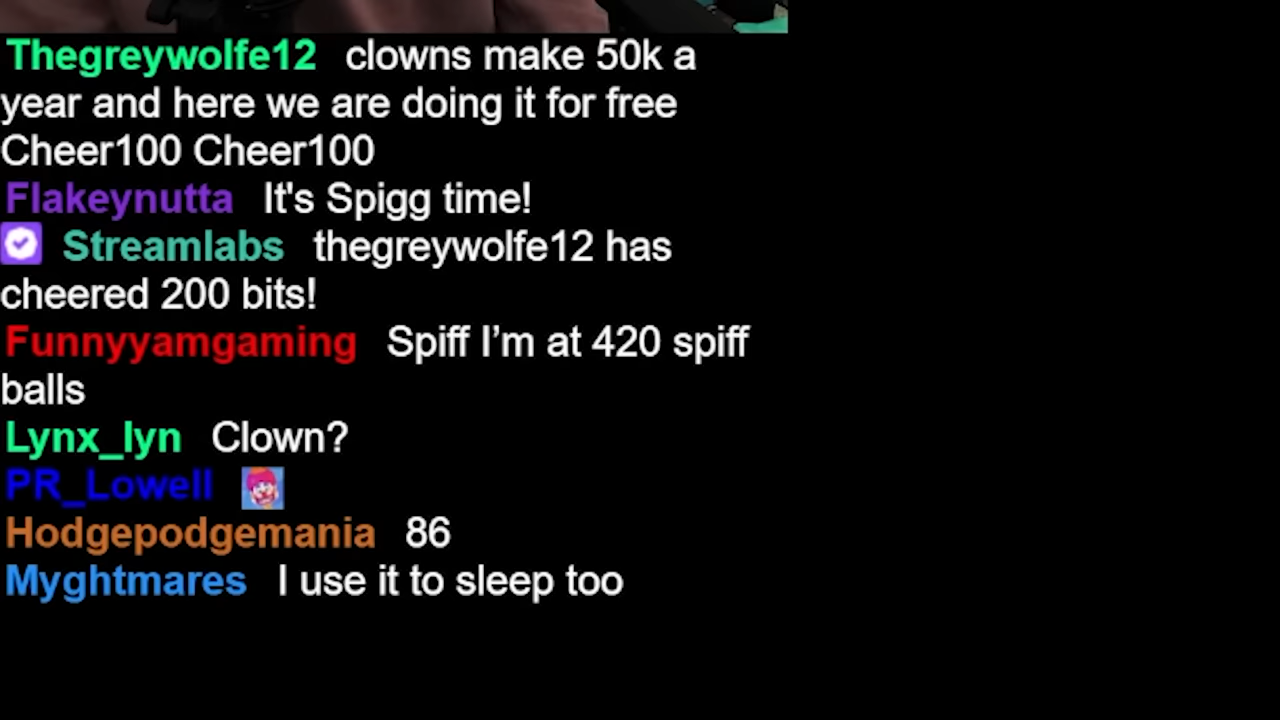 Thegreywolfe12 clowns make 50k a
year and here we are doing it for free
Cheer100 Cheer100
Flakeynutta It's Spigg time!
Streamlabs thegreywolfe12 has
cheered 200 bits!
Funnyyamgaming Spiff I’m at 420 spiff
balls
Lynx_lyn Clown?
PR_Lowell
Hodgepodgemania 86
Myghtmares I use it to sleep too